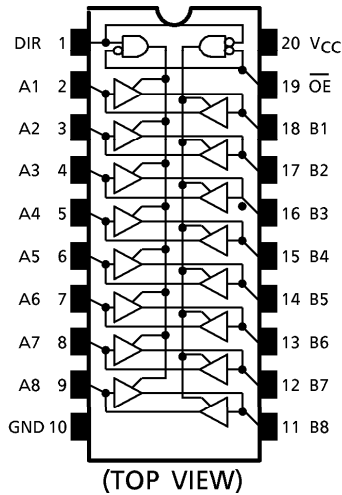 DIR 1 20 VCC
A1 2 19 O̅E̅
A2 3 18 B1
A3 4 17 B2
A4 5 16 B3
A5 6 15 B4
A6 7 14 B5
A7 8 13 B6
A8 9 12 B7
GND 10 11 B8
(TOP VIEW)